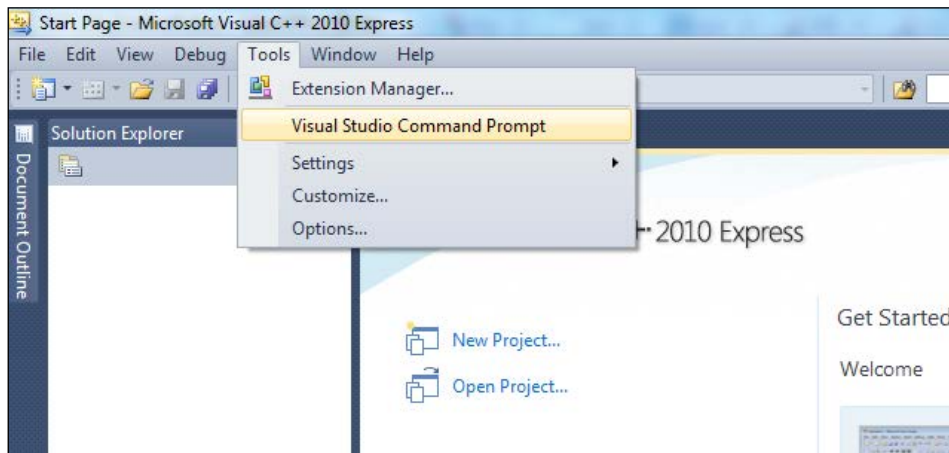 Start Page - Microsoft Visual C++ 2010 Express
File Edit View Debug Tools Window Help
Extension Manager...
Visual Studio Command Prompt
Settings
Customize...
Options...
Solution Explorer
Document Outline
2010 Express
New Project...
Open Project...
Get Started
Welcome